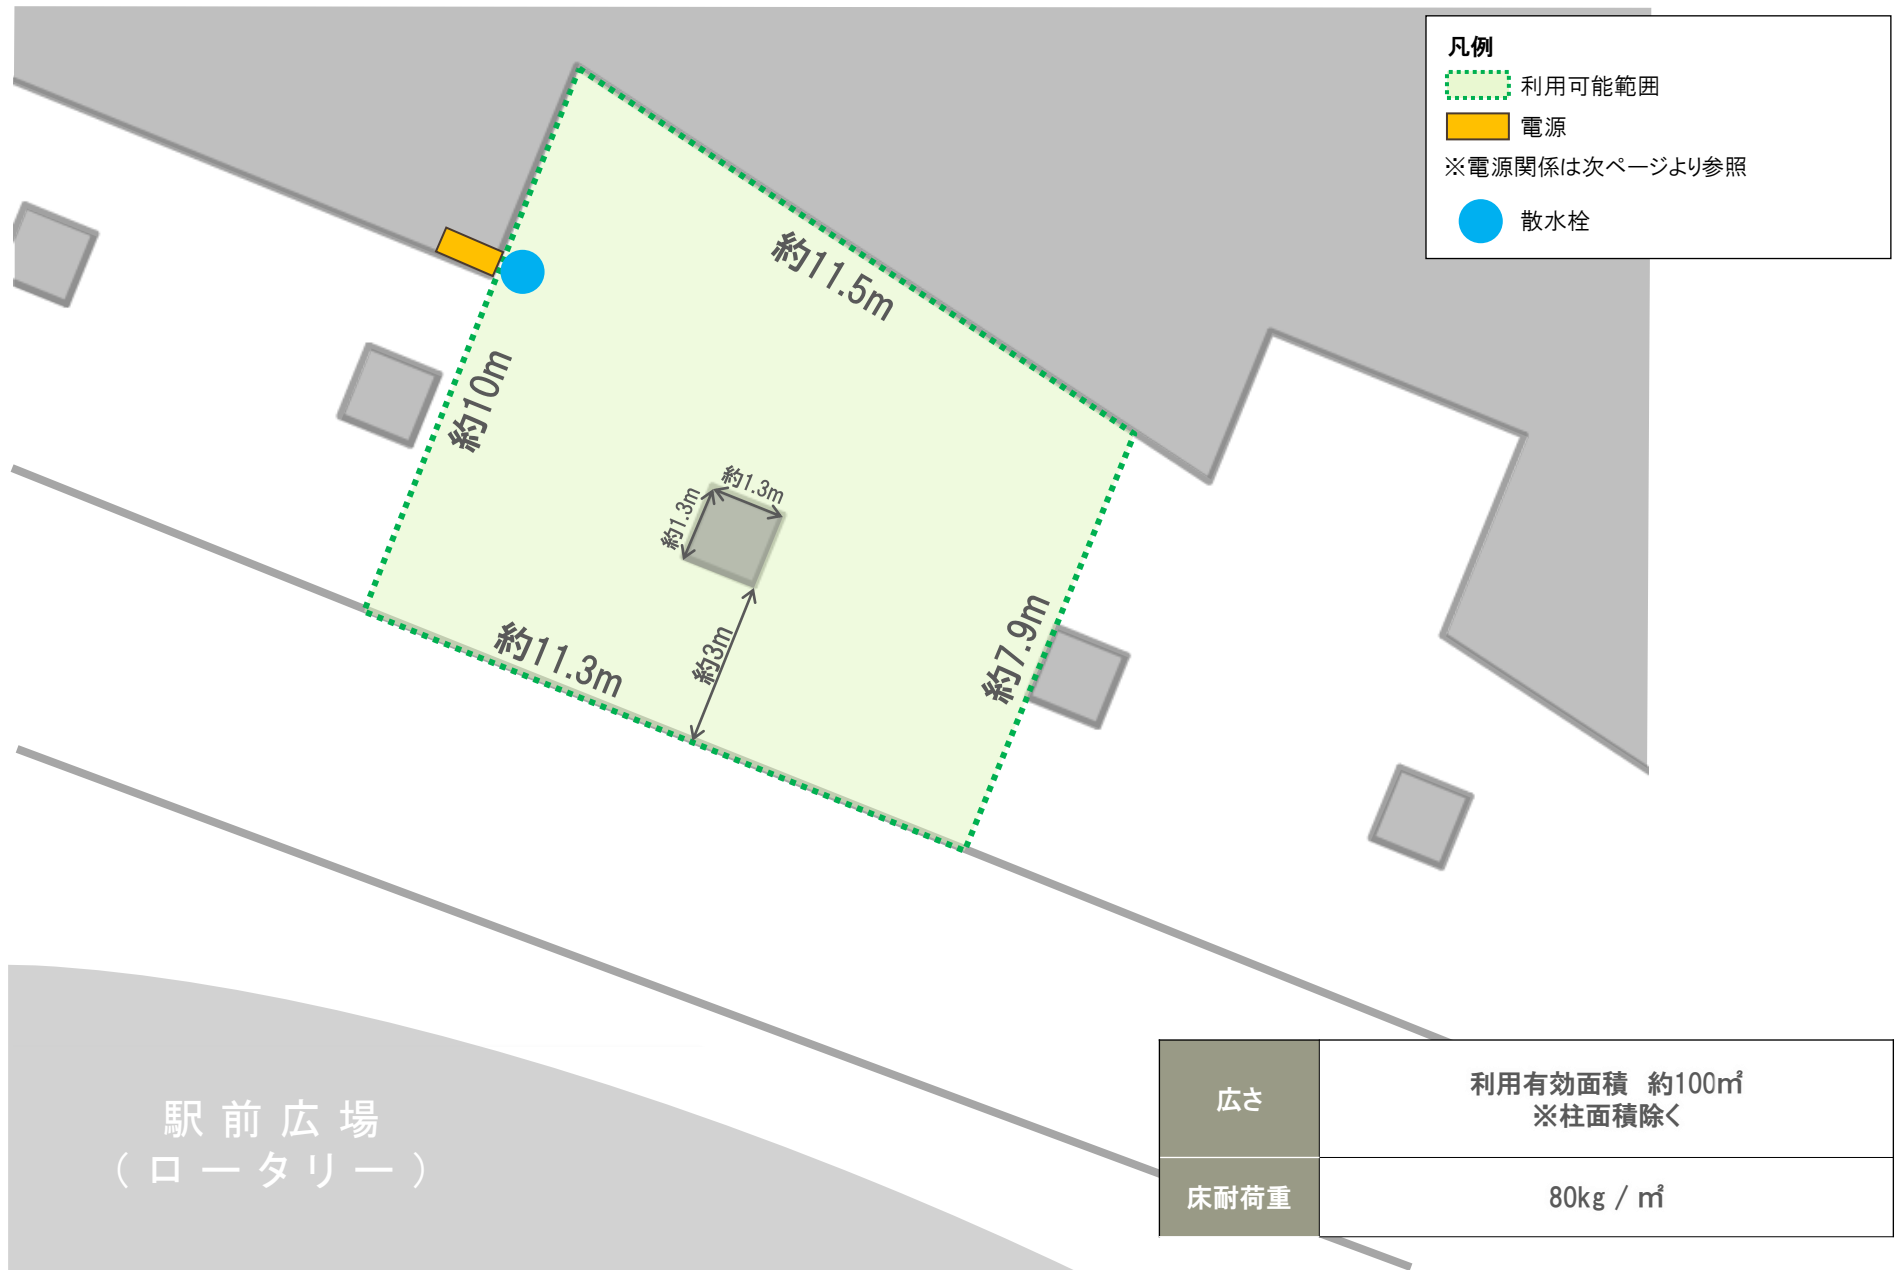 凡例
利用可能範囲
電源
※電源関係は次ページより参照
散水栓
約11.5m
約10m
約1.3m
約1.3m
約3m
約7.9m
約11.3m
駅前広場
（ロータリー）
広さ
利用有効面積　約100㎡
※柱面積除く
床耐荷重
80kg / ㎡